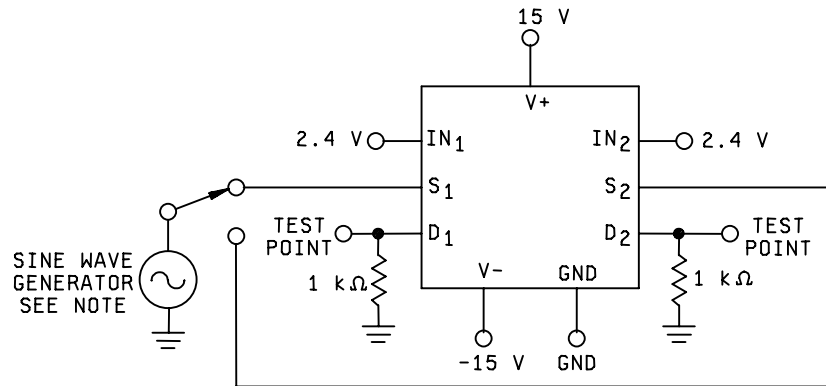 15 V
V+
2.4 V
IN1
IN2
2.4 V
S1
S2
TEST
POINT
D1
D2
TEST
POINT
SINE WAVE
GENERATOR
SEE NOTE
1 kΩ
V-
GND
1 kΩ
-15 V
GND